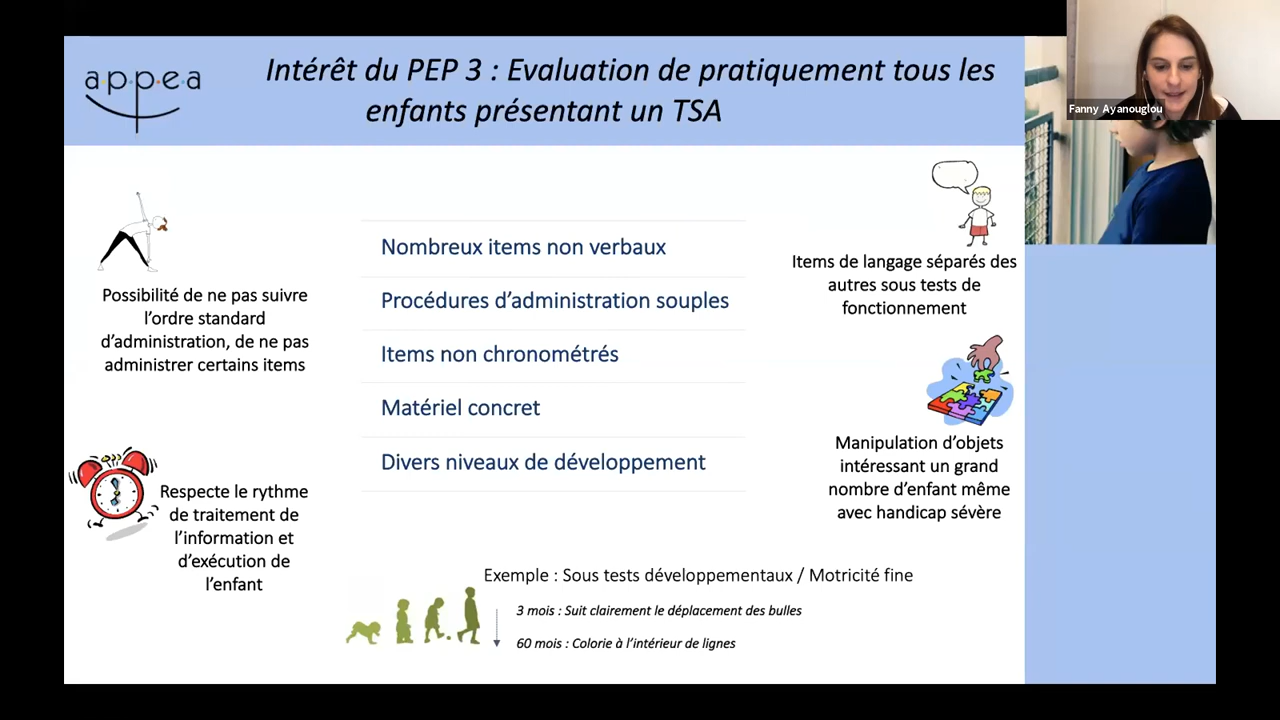 appea
Intérêt du PEP 3 : Evaluation de pratiquement tous les
enfants présentant un TSA
Fanny Ayanouglou
Possibilité de ne pas suivre
l’ordre standard
d’administration, de ne pas
administrer certains items
Respecte le rythme
de traitement de
l’information et
d’exécution de
l’enfant
Nombreux items non verbaux
Procédures d’administration souples
Items non chronométrés
Matériel concret
Divers niveaux de développement
Items de langage séparés des
autres sous tests de
fonctionnement
Manipulation d’objets
intéressant un grand
nombre d’enfant même
avec handicap sévère
Exemple : Sous tests développementaux / Motricité fine
3 mois : Suit clairement le déplacement des bulles
60 mois : Colorie à l’intérieur de lignes